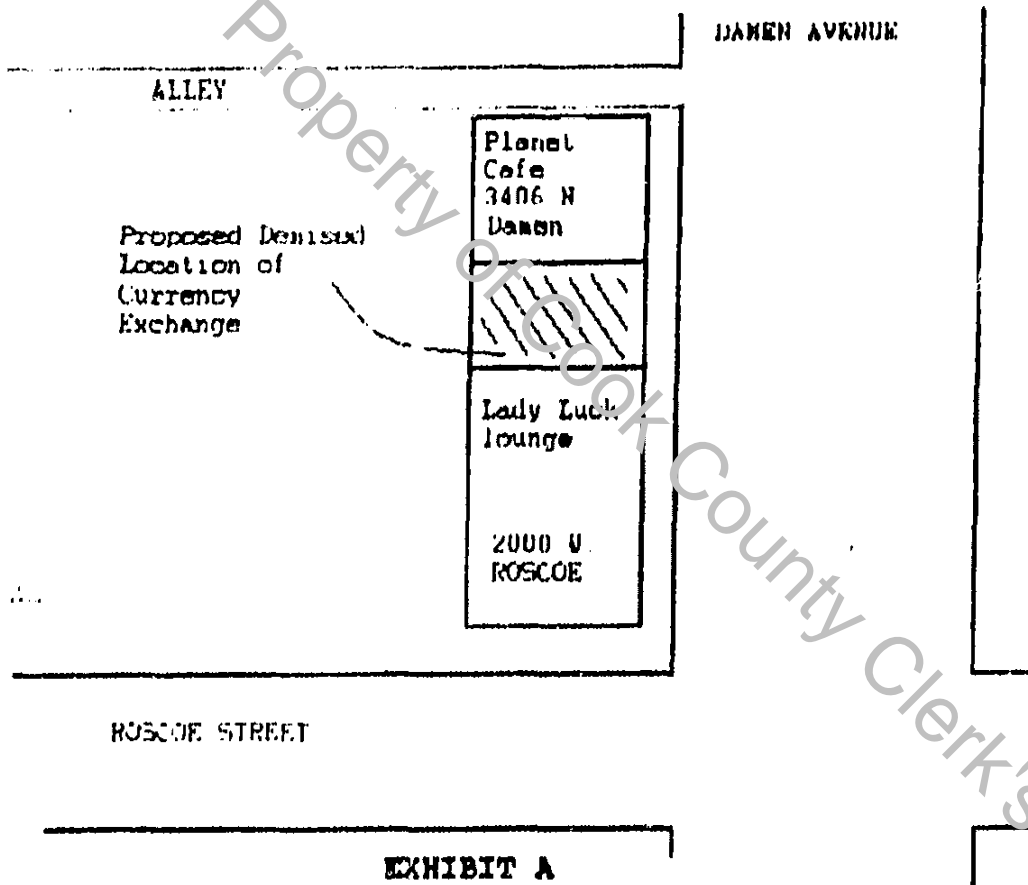 DAMEN AVENUE
ALLEY
Planet
Cafe
3406 N
Damen
Proposed Demised
Location of
Currency
Exchange
Lady Luck
lounge
2000 W.
ROSCOE
ROSCOE STREET
EXHIBIT A
Property of Cook County Clerk's